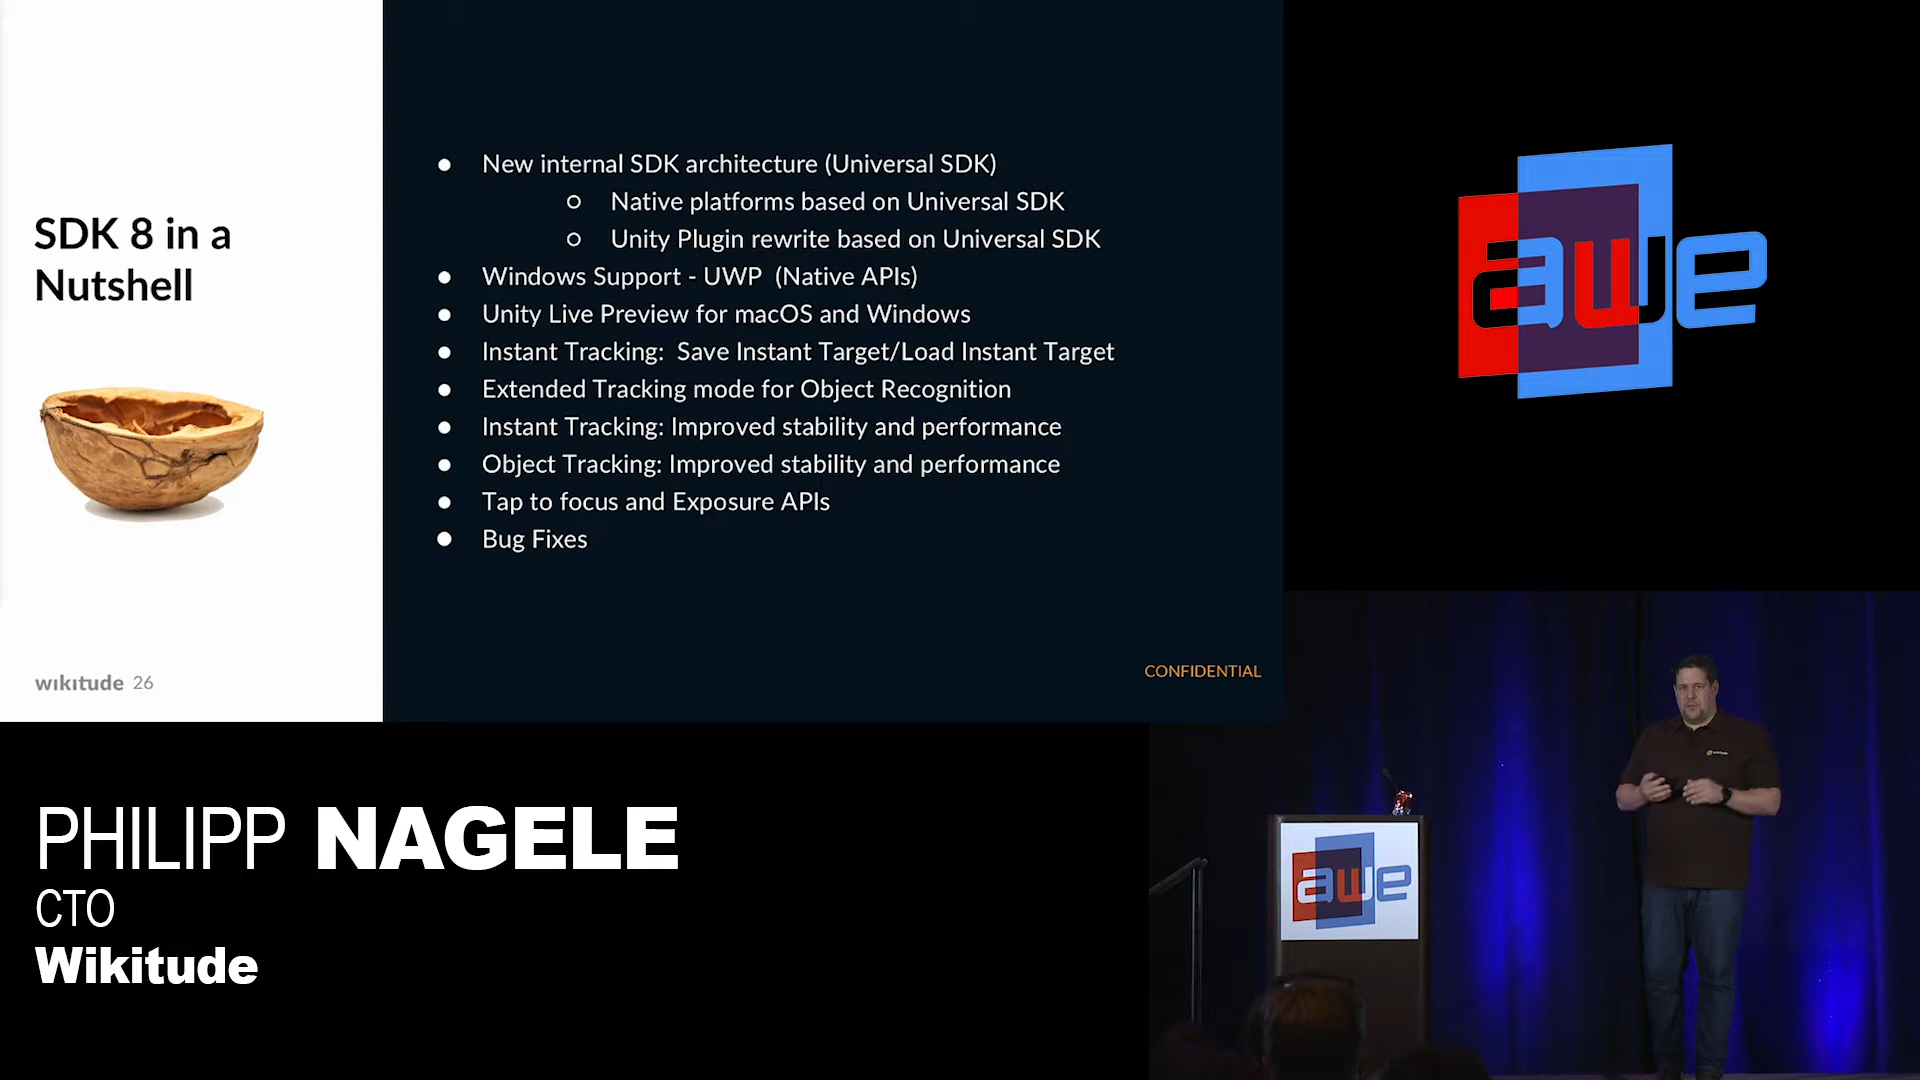 SDK 8 in a
Nutshell
wikitude 26
● New internal SDK architecture (Universal SDK)
○ Native platforms based on Universal SDK
○ Unity Plugin rewrite based on Universal SDK
● Windows Support - UWP (Native APIs)
● Unity Live Preview for macOS and Windows
● Instant Tracking: Save Instant Target/Load Instant Target
● Extended Tracking mode for Object Recognition
● Instant Tracking: Improved stability and performance
● Object Tracking: Improved stability and performance
● Tap to focus and Exposure APIs
● Bug Fixes
CONFIDENTIAL
awe
PHILIPP NAGELE
CTO
Wikitude
awe
wikitude